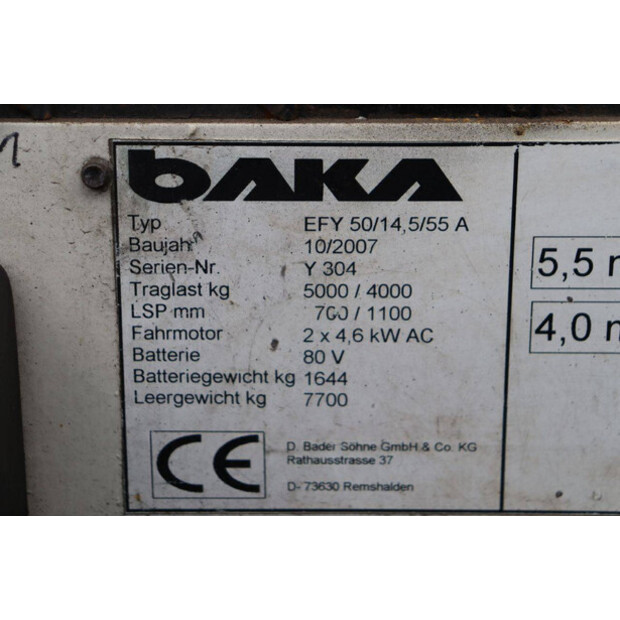 BAKA
Typ EFY 50/14,5/55 A
Baujahr 10/2007
Serien-Nr. Y 304
Traglast kg 5000 / 4000
LSP mm 700 / 1100
Fahrmotor 2 x 4,6 kW AC
Batterie 80 V
Batteriegewicht kg 1644
Leergewicht kg 7700
CE
D. Bader Söhne GmbH & Co. KG
Rathausstrasse 37
D- 73630 Remshalden
5,5
4,0